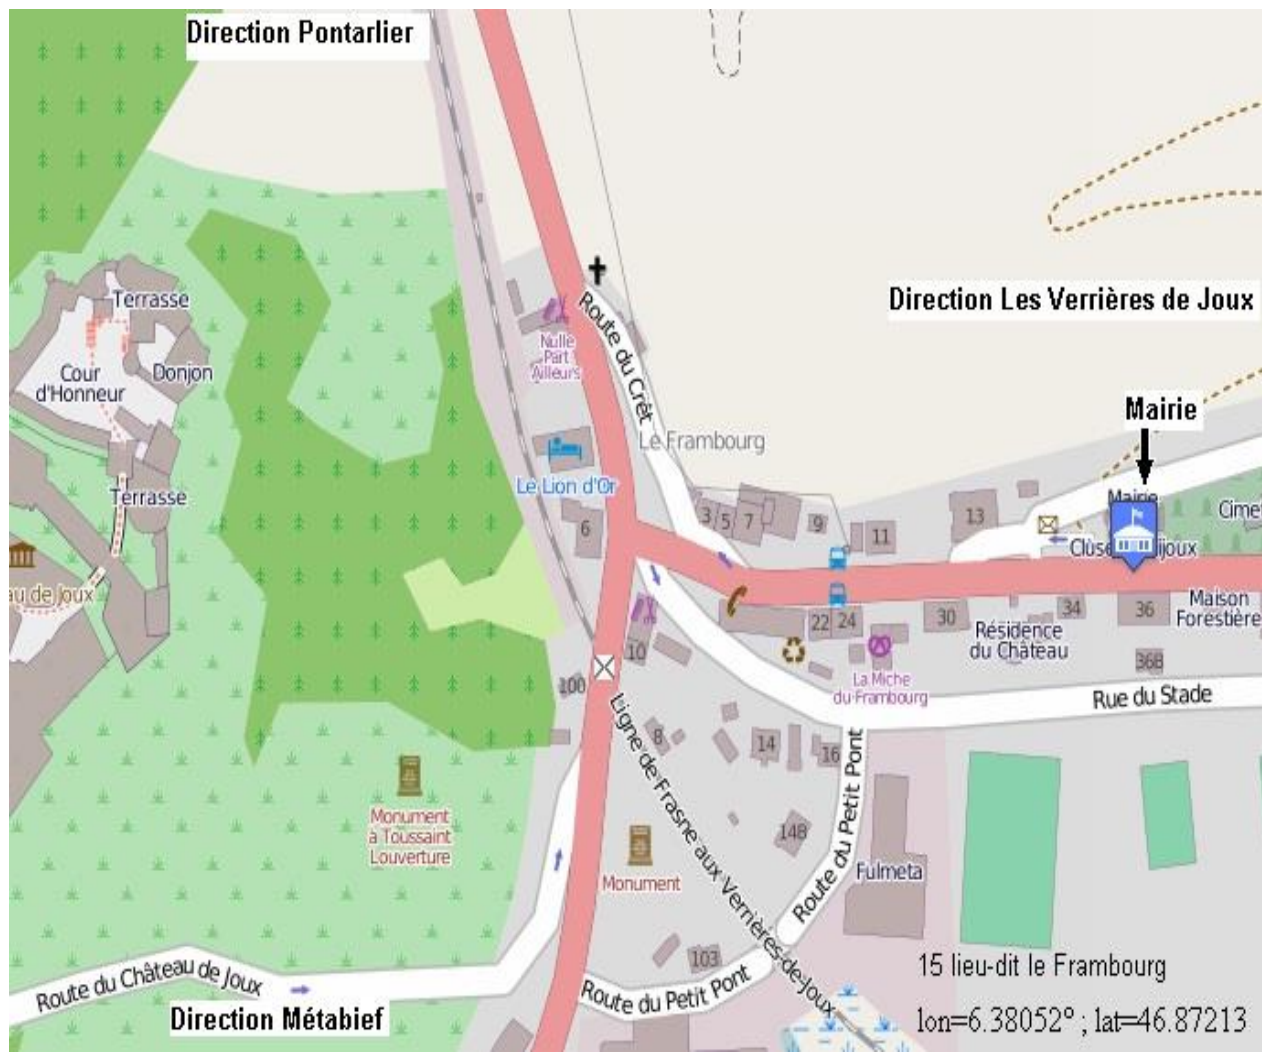 Direction Pontarlier
Terrasse
Cour
d'Honneur
Donjon
Terrasse
au de Joux
Nulle
Part
Ailleurs
Route du Crêt
Le Frambourg
Direction Les Verrières de Joux
Mairie
Mairie
Le Lion d'Or
6
3
5
7
9
11
13
Cime
22
24
30
34
36
36B
Résidence
du Château
Maison
Forestière
10
100
La Miche
du Frambourg
Rue du Stade
8
14
16
14B
Route du Petit Pont
Ligne de Frasne aux Verrières-de-Joux
Monument
à Toussaint
Louverture
Monument
Fulmeta
103
Route du Petit Pont
Route du Château de Joux
Direction Métabief
15 lieu-dit le Frambourg
lon=6.38052° ; lat=46.87213